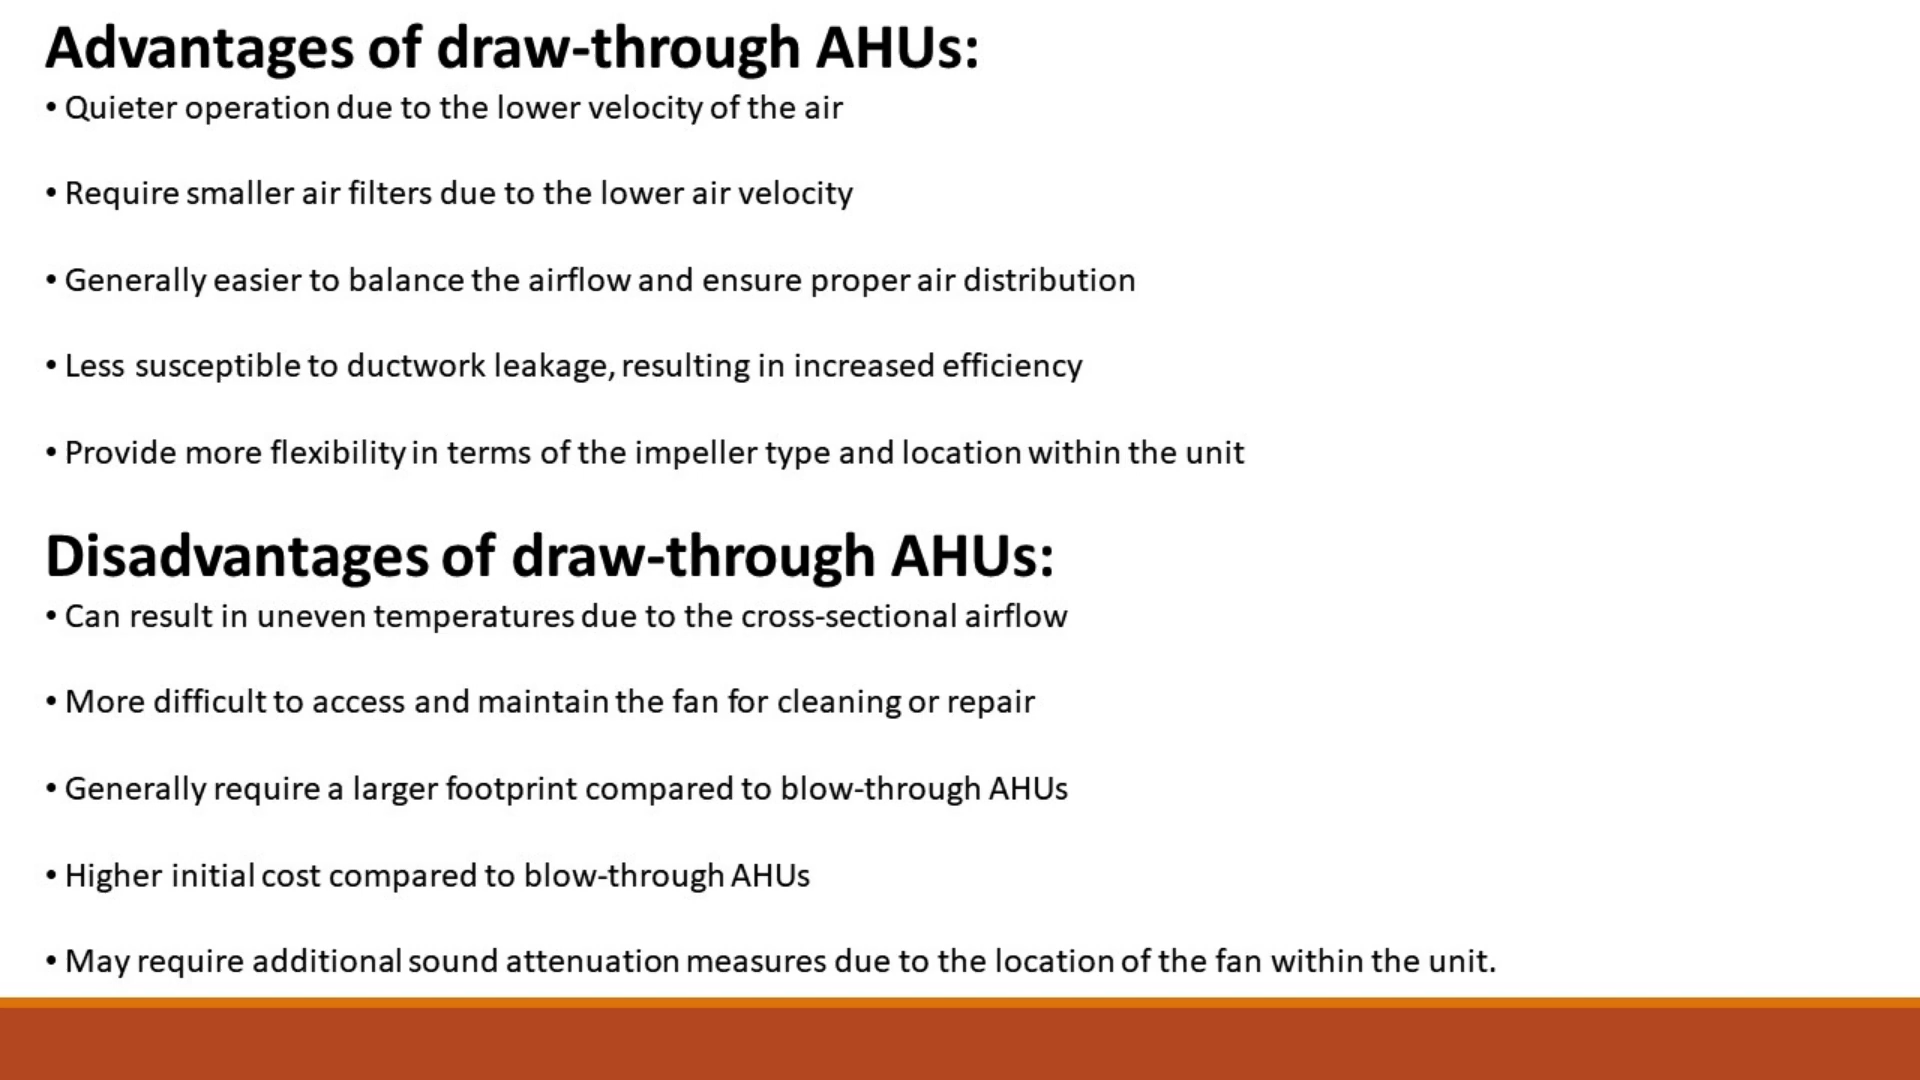 Advantages of draw-through AHUs:
• Quieter operation due to the lower velocity of the air
• Require smaller air filters due to the lower air velocity
• Generally easier to balance the airflow and ensure proper air distribution
• Less susceptible to ductwork leakage, resulting in increased efficiency
• Provide more flexibility in terms of the impeller type and location within the unit
Disadvantages of draw-through AHUs:
• Can result in uneven temperatures due to the cross-sectional airflow
• More difficult to access and maintain the fan for cleaning or repair
• Generally require a larger footprint compared to blow-through AHUs
• Higher initial cost compared to blow-through AHUs
• May require additional sound attenuation measures due to the location of the fan within the unit.